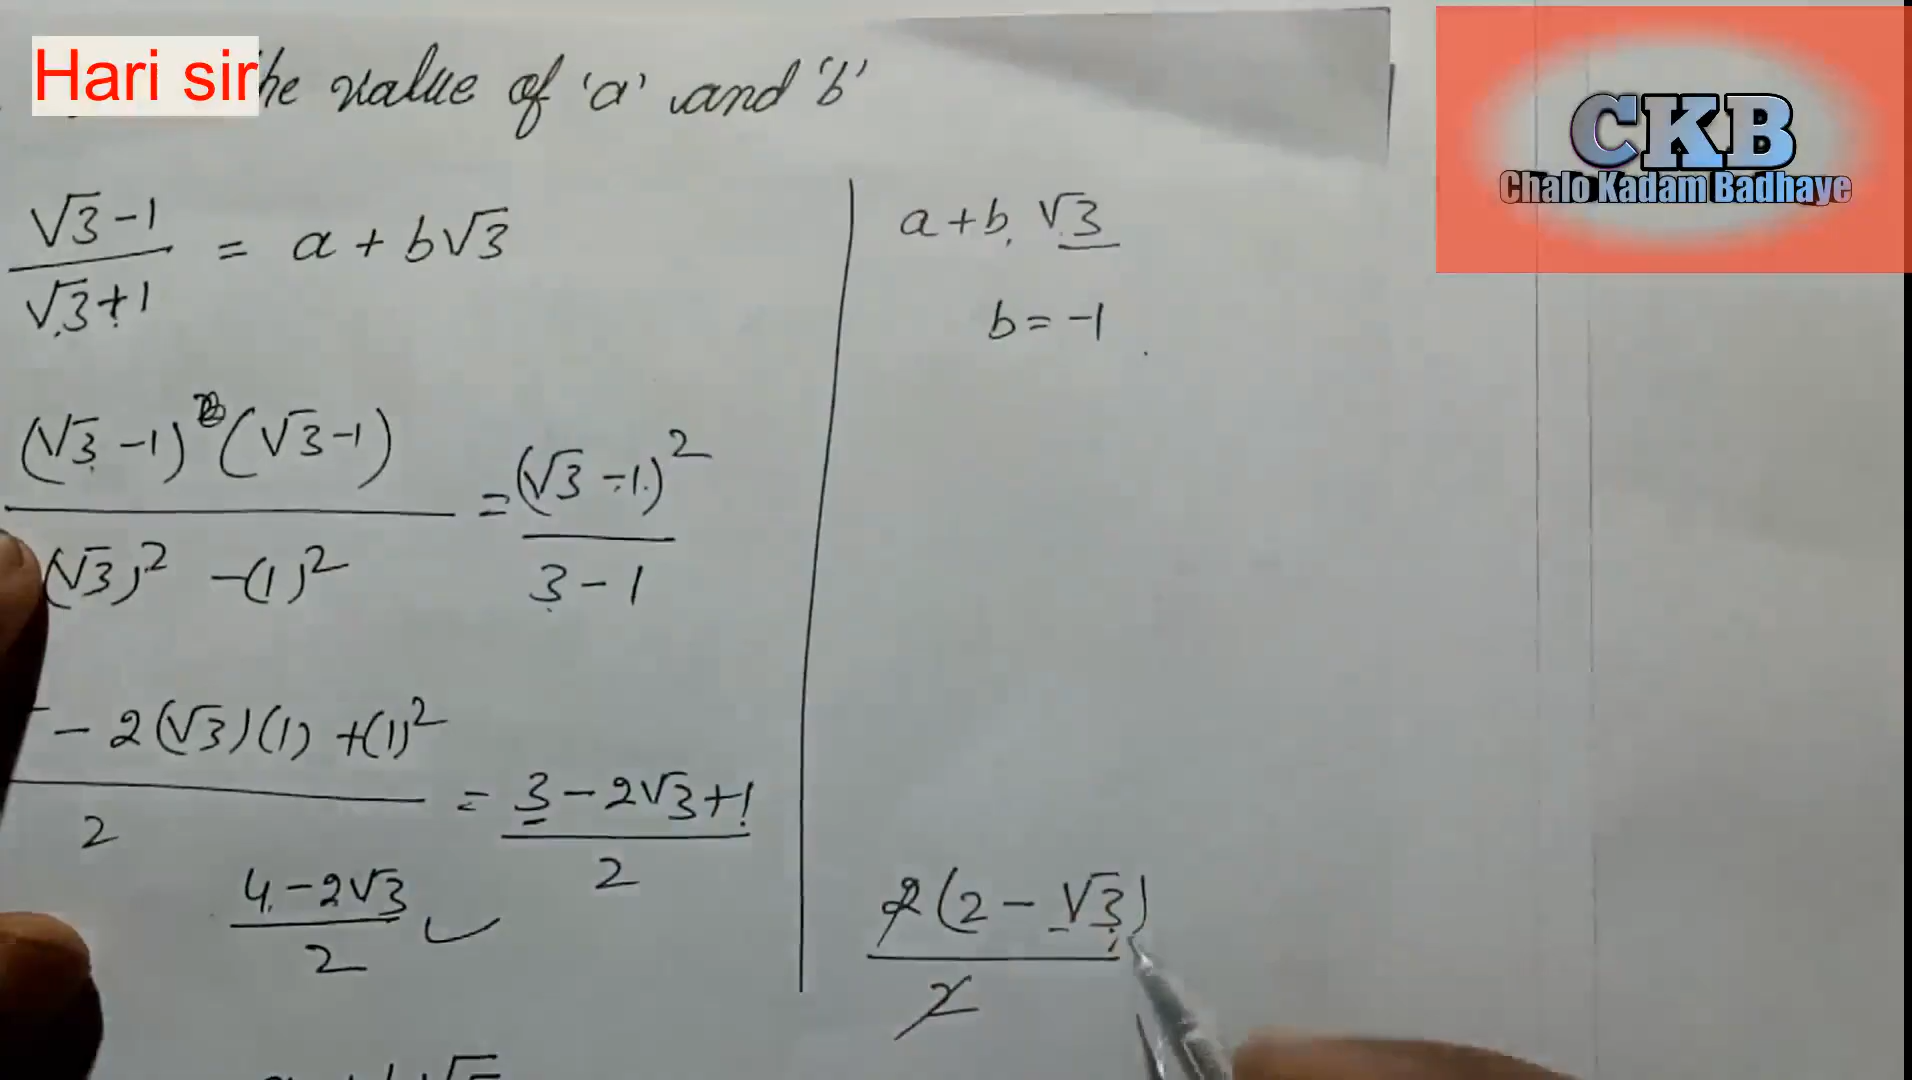 Hari sir
he value of 'a' and 'b'
CKB
Chalo Kadam Badhaye
√3-1 / √3+1 = a + b√3
(√3-1) (√3-1) / (√3)² -(1)² = (√3-1)² / 3-1
- 2(√3)(1) +(1)² / 2 = 3-2√3+1 / 2
4-2√3 / 2
a+b √3
b = -1
2(2-√3) / 2